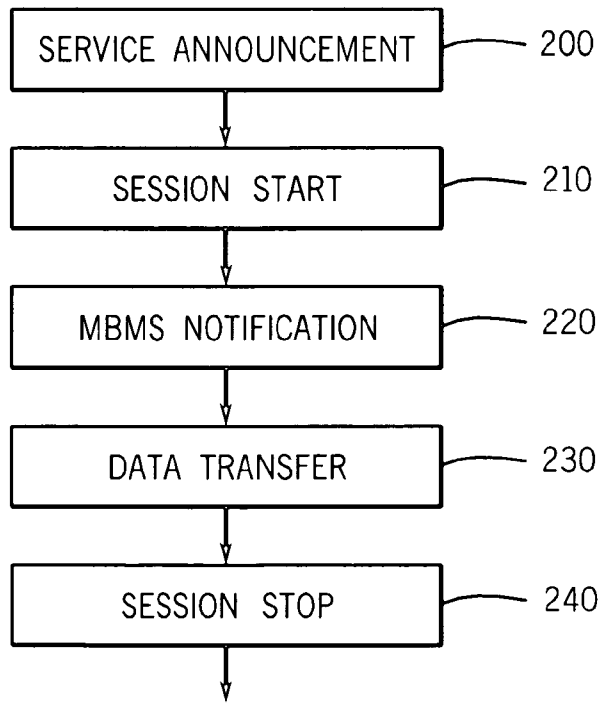 SERVICE ANNOUNCEMENT 200
SESSION START 210
MBMS NOTIFICATION 220
DATA TRANSFER 230
SESSION STOP 240